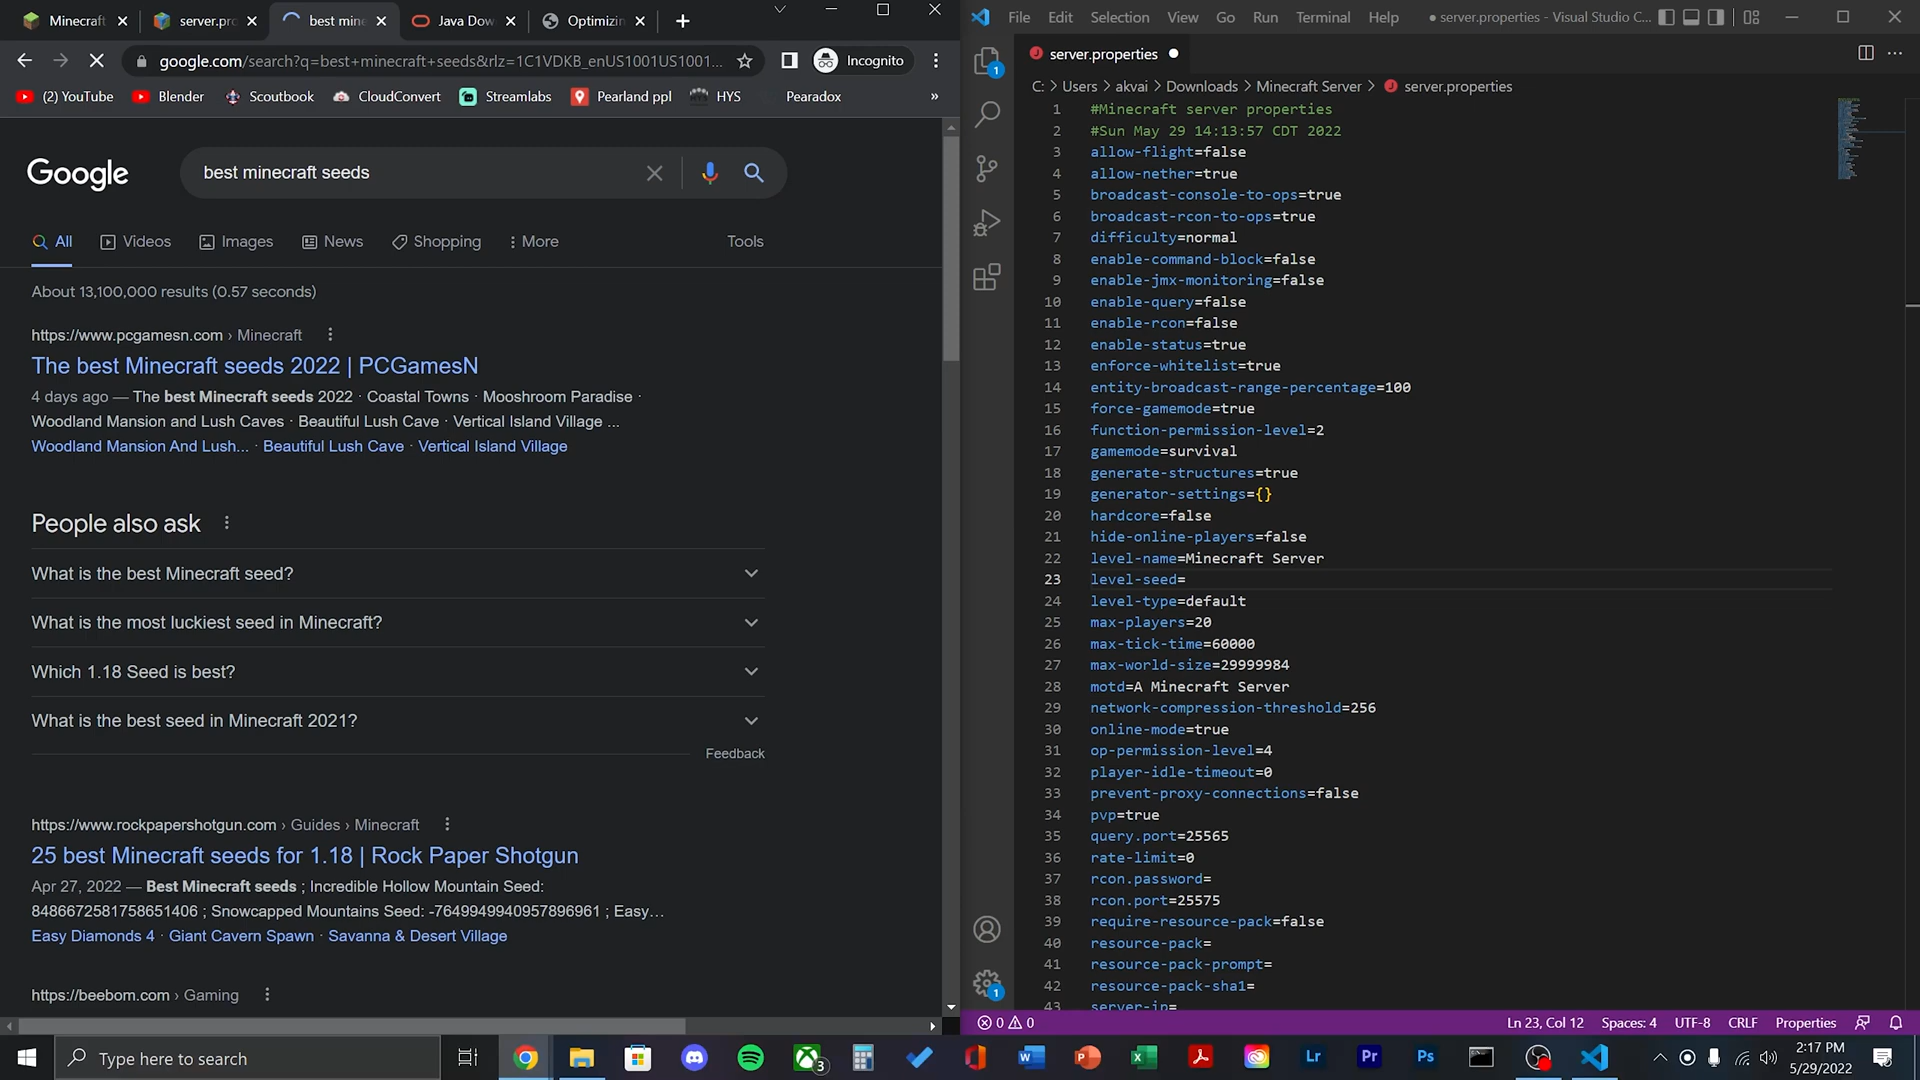 Minecraft
server.pro
best mine
Java Dow
Optimizin
google.com/search?q=best+minecraft+seeds&rlz=1C1VDKB_enUS1001US1001...
Incognito
(2) YouTube
Blender
Scoutbook
CloudConvert
Streamlabs
Pearland ppl
HYS
Pearadox
»
Google
best minecraft seeds
All
Videos
Images
News
Shopping
More
Tools
About 13,100,000 results (0.57 seconds)
https://www.pcgamesn.com › Minecraft
The best Minecraft seeds 2022 | PCGamesN
4 days ago — The best Minecraft seeds 2022 · Coastal Towns · Mooshroom Paradise ·
Woodland Mansion and Lush Caves · Beautiful Lush Cave · Vertical Island Village ...
Woodland Mansion And Lush... · Beautiful Lush Cave · Vertical Island Village
People also ask
What is the best Minecraft seed?
What is the most luckiest seed in Minecraft?
Which 1.18 Seed is best?
What is the best seed in Minecraft 2021?
Feedback
https://www.rockpapershotgun.com › Guides › Minecraft
25 best Minecraft seeds for 1.18 | Rock Paper Shotgun
Apr 27, 2022 — Best Minecraft seeds ; Incredible Hollow Mountain Seed:
8486672581758651406 ; Snowcapped Mountains Seed: -7649949940957896961 ; Easy…
Easy Diamonds 4 · Giant Cavern Spawn · Savanna & Desert Village
https://beebom.com › Gaming
File Edit Selection View Go Run Terminal Help
● server.properties - Visual Studio C...
server.properties
C: > Users > akvai > Downloads > Minecraft Server > server.properties
1 #Minecraft server properties
2 #Sun May 29 14:13:57 CDT 2022
3 allow-flight=false
4 allow-nether=true
5 broadcast-console-to-ops=true
6 broadcast-rcon-to-ops=true
7 difficulty=normal
8 enable-command-block=false
9 enable-jmx-monitoring=false
10 enable-query=false
11 enable-rcon=false
12 enable-status=true
13 enforce-whitelist=true
14 entity-broadcast-range-percentage=100
15 force-gamemode=true
16 function-permission-level=2
17 gamemode=survival
18 generate-structures=true
19 generator-settings={}
20 hardcore=false
21 hide-online-players=false
22 level-name=Minecraft Server
23 level-seed=
24 level-type=default
25 max-players=20
26 max-tick-time=60000
27 max-world-size=29999984
28 motd=A Minecraft Server
29 network-compression-threshold=256
30 online-mode=true
31 op-permission-level=4
32 player-idle-timeout=0
33 prevent-proxy-connections=false
34 pvp=true
35 query.port=25565
36 rate-limit=0
37 rcon.password=
38 rcon.port=25575
39 require-resource-pack=false
40 resource-pack=
41 resource-pack-prompt=
42 resource-pack-sha1=
43 server-ip=
1
1
0 0
Ln 23, Col 12
Spaces: 4
UTF-8
CRLF
Properties
Type here to search
3
Lr
Pr
Ps
2:17 PM
5/29/2022